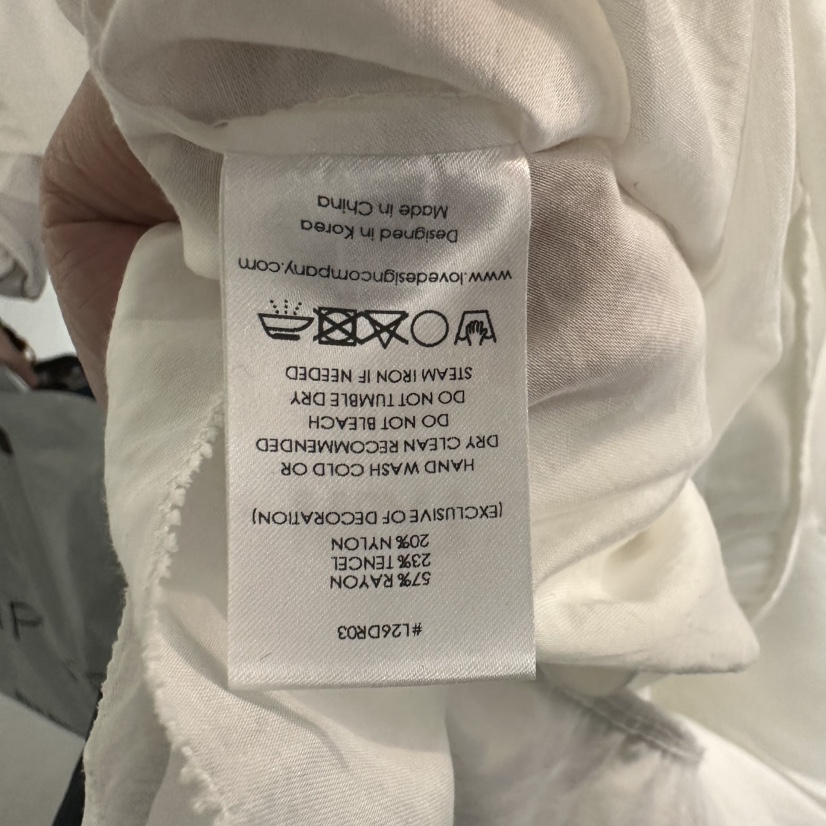 #L26DR03
57% RAYON
23% TENCEL
20% NYLON
(EXCLUSIVE OF DECORATION)
HAND WASH COLD OR
DRY CLEAN RECOMMENDED
DO NOT BLEACH
DO NOT TUMBLE DRY
STEAM IRON IF NEEDED
www.lovedesigncompany.com
Designed in Korea
Made in China